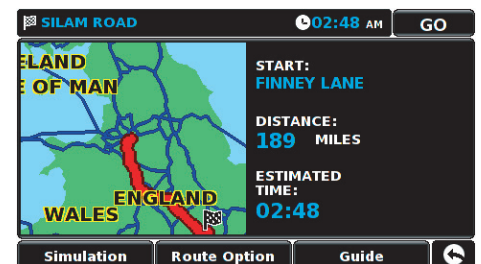 SILAM ROAD
02:48 AM
GO
ELAND
E OF MAN
ENGLAND
WALES
START:
FINNEY LANE
DISTANCE:
189 MILES
ESTIMATED
TIME:
02:48
Simulation
Route Option
Guide